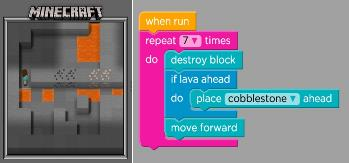 MINECRAFT
when run
repeat 7 ▼ times
do destroy block
if lava ahead
do place cobblestone ▼ ahead
move forward